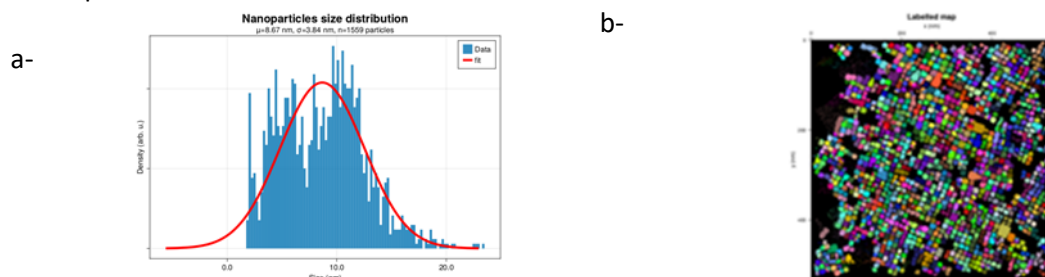 a-
Nanoparticles size distribution
μ=8.67 nm, σ=3.84 nm, n=1559 particles
Data
fit
Density (arb. u.)
0.0
10.0
20.0
b-
Labelled map
0